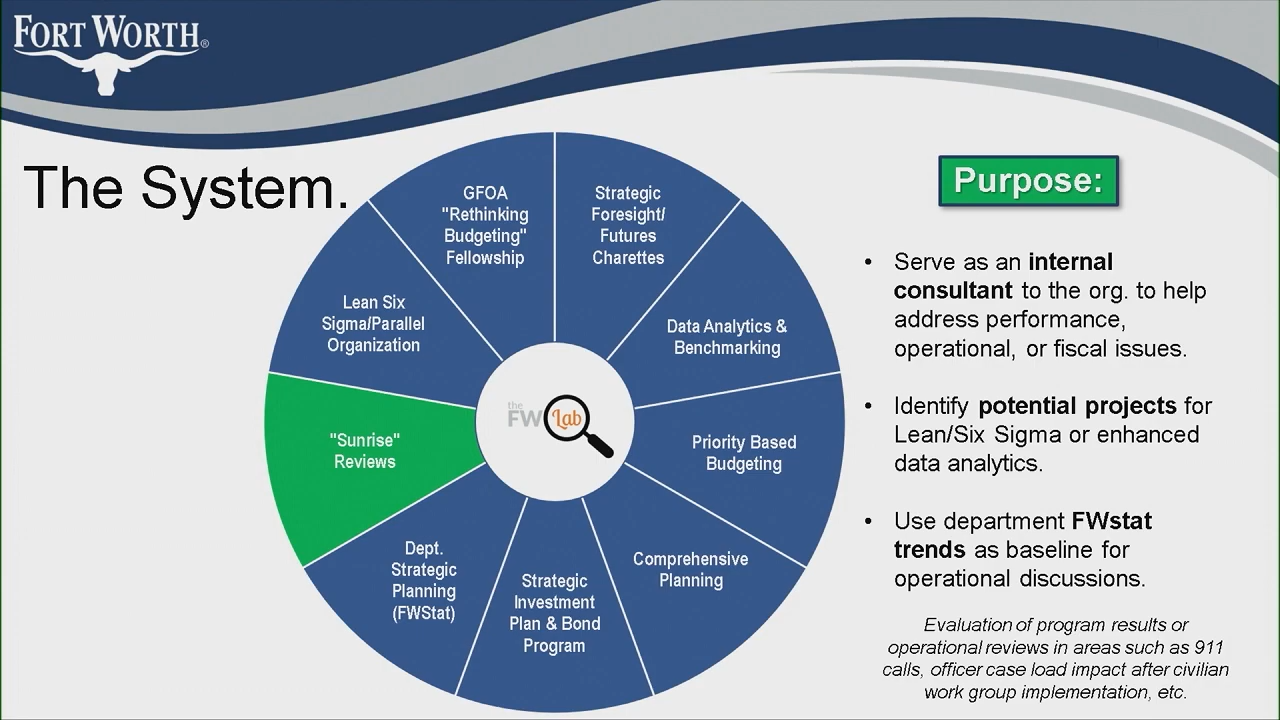 FORT WORTH®
The System.
GFOA
"Rethinking
Budgeting"
Fellowship
Strategic
Foresight/
Futures
Charettes
Data Analytics &
Benchmarking
Priority Based
Budgeting
Comprehensive
Planning
Strategic
Investment
Plan & Bond
Program
Dept.
Strategic
Planning
(FWStat)
"Sunrise"
Reviews
Lean Six
Sigma/Parallel
Organization
the
FW Lab
Purpose:
• Serve as an internal
consultant to the org. to help
address performance,
operational, or fiscal issues.
• Identify potential projects for
Lean/Six Sigma or enhanced
data analytics.
• Use department FWstat
trends as baseline for
operational discussions.
Evaluation of program results or
operational reviews in areas such as 911
calls, officer case load impact after civilian
work group implementation, etc.